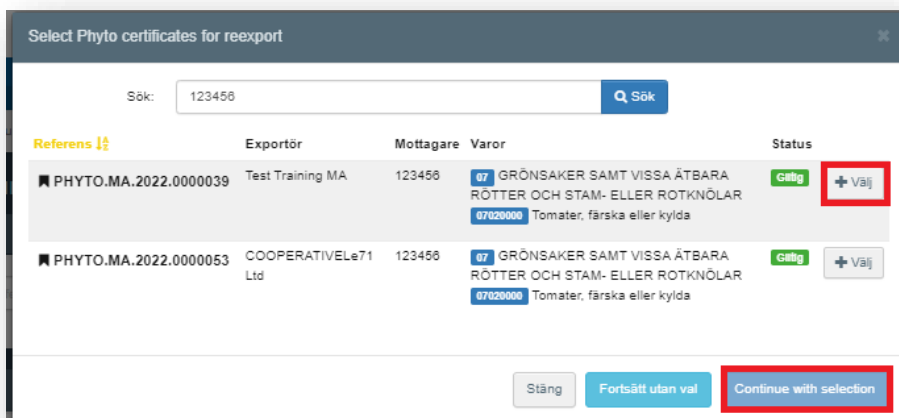 Select Phyto certificates for reexport
Sök: 123456 Sök
Referens Exportör Mottagare Varor Status
PHYTO.MA.2022.0000039 Test Training MA 123456 07 GRÖNSAKER SAMT VISSA ÄTBARA Giltig Välj
RÖTTER OCH STAM- ELLER ROTKNÖLAR
07020000 Tomater, färska eller kylda
PHYTO.MA.2022.0000053 COOPERATIVELe71 123456 07 GRÖNSAKER SAMT VISSA ÄTBARA Giltig Välj
Ltd RÖTTER OCH STAM- ELLER ROTKNÖLAR
07020000 Tomater, färska eller kylda
Stäng Fortsätt utan val Continue with selection